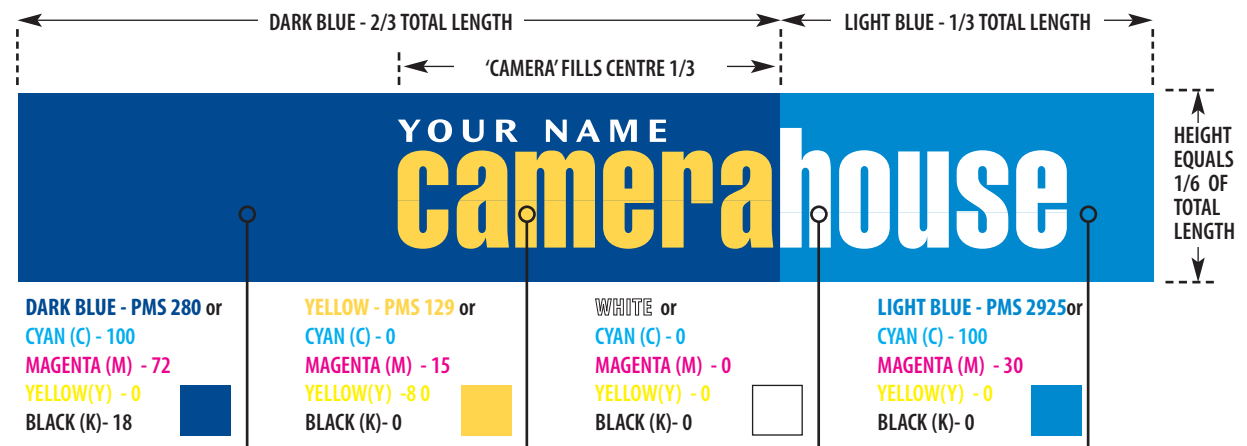 DARK BLUE - 2/3 TOTAL LENGTH
LIGHT BLUE - 1/3 TOTAL LENGTH
‘CAMERA’ FILLS CENTRE 1/3
YOUR NAME
camerahouse
HEIGHT
EQUALS
1/6 OF
TOTAL
LENGTH
DARK BLUE - PMS 280 or
CYAN (C) - 100
MAGENTA (M) - 72
YELLOW(Y) - 0
BLACK (K)- 18
YELLOW - PMS 129 or
CYAN (C) - 0
MAGENTA (M) - 15
YELLOW(Y) -8 0
BLACK (K)- 0
WHITE or
CYAN (C) - 0
MAGENTA (M) - 0
YELLOW(Y) - 0
BLACK (K)- 0
LIGHT BLUE - PMS 2925or
CYAN (C) - 100
MAGENTA (M) - 30
YELLOW(Y) - 0
BLACK (K)- 0